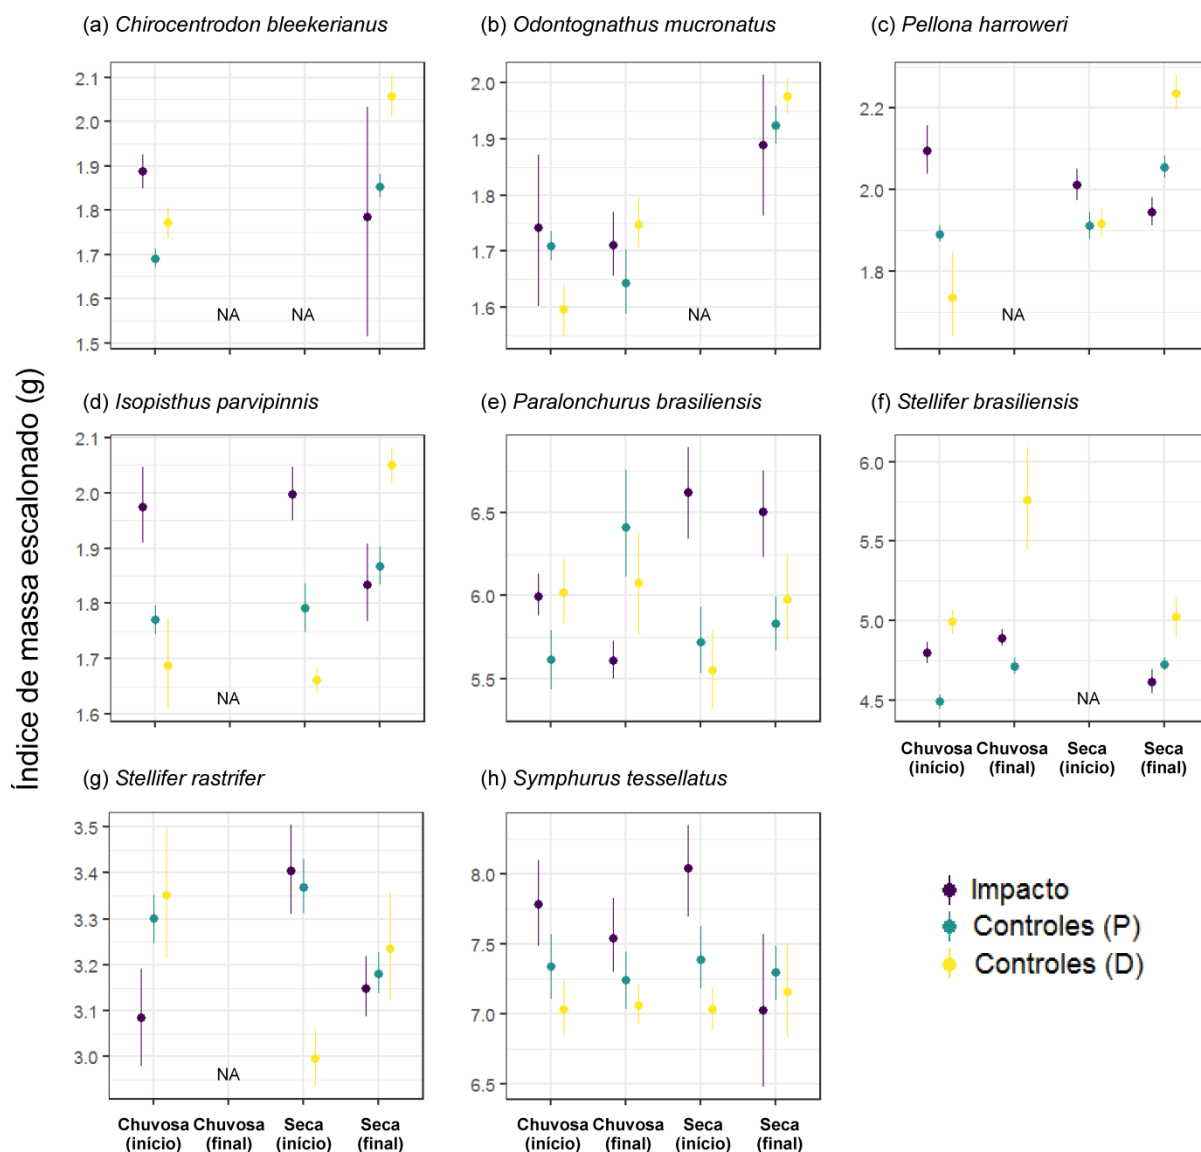 (a) Chirocentrodon bleekerianus
(b) Odontognathus mucronatus
(c) Pellona harroweri
2.1
2.0
1.9
1.8
1.7
1.6
1.5
NA
NA
2.0
1.9
1.8
1.7
1.6
NA
2.2
2.0
1.8
NA
Índice de massa escalonado (g)
(d) Isopisthus parvipinnis
(e) Paralonchurus brasiliensis
(f) Stellifer brasiliensis
2.1
2.0
1.9
1.8
1.7
1.6
NA
6.5
6.0
5.5
6.0
5.5
5.0
4.5
NA
Chuvosa
(início)
Chuvosa
(final)
Seca
(início)
Seca
(final)
(g) Stellifer rastrifer
(h) Symphurus tessellatus
3.5
3.4
3.3
3.2
3.1
3.0
NA
Chuvosa
(início)
Chuvosa
(final)
Seca
(início)
Seca
(final)
8.0
7.5
7.0
6.5
Chuvosa
(início)
Chuvosa
(final)
Seca
(início)
Seca
(final)
Impacto
Controles (P)
Controles (D)